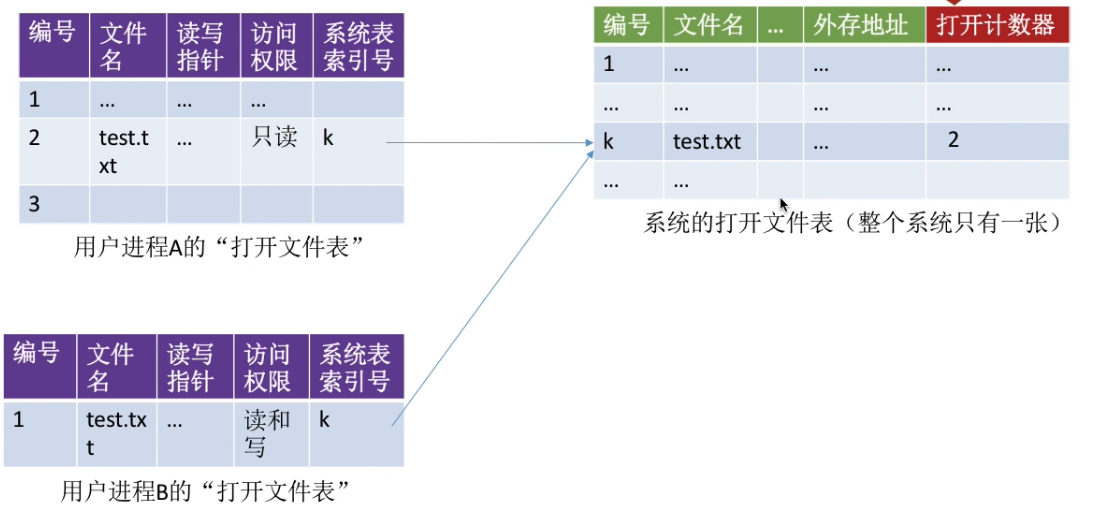 编号 文件名 读写指针 访问权限 系统表索引号
1 ... ... ...
2 test.txt ... 只读 k
3
用户进程A的“打开文件表”
编号 文件名 ... 外存地址 打开计数器
1 ... ... ...
... ... ... ...
k test.txt ... 2
... ...
系统的打开文件表（整个系统只有一张）
编号 文件名 读写指针 访问权限 系统表索引号
1 test.txt ... 读和写 k
用户进程B的“打开文件表”